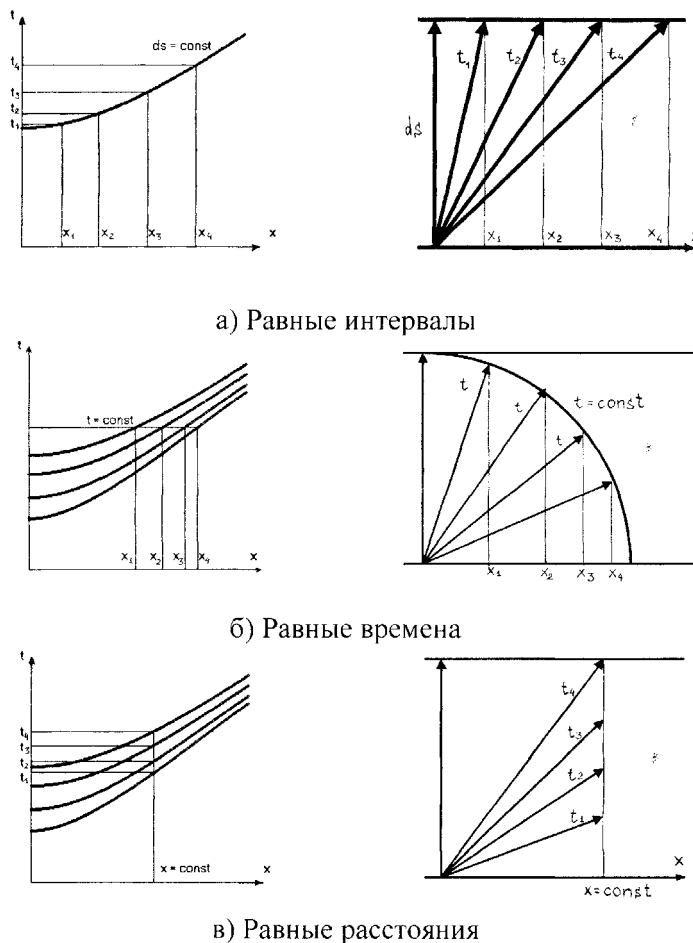 t
ds = const
t₄
t₃
t₂
t₁
x₁ x₂ x₃ x₄ x
t₁ t₂ t₃ t₄
ds
x₁ x₂ x₃ x₄
а) Равные интервалы
t
t = const
x₁ x₂ x₃ x₄ x
t t t
t = const
x₁ x₂ x₃ x₄
б) Равные времена
t
t₄
t₃
t₂
t₁
x = const x
t₄
t₃
t₂
t₁
x
x = const
в) Равные расстояния